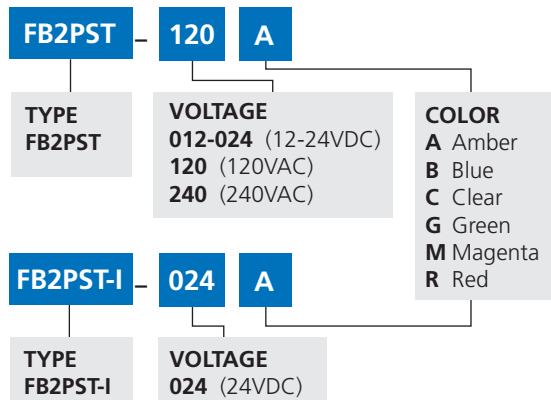 FB2PST – 120 A
TYPE
FB2PST
VOLTAGE
012-024 (12-24VDC)
120 (120VAC)
240 (240VAC)
COLOR
A Amber
B Blue
C Clear
G Green
M Magenta
R Red
FB2PST-I – 024 A
TYPE
FB2PST-I
VOLTAGE
024 (24VDC)